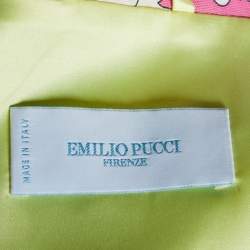 MADE IN ITALY
EMILIO PUCCI
FIRENZE